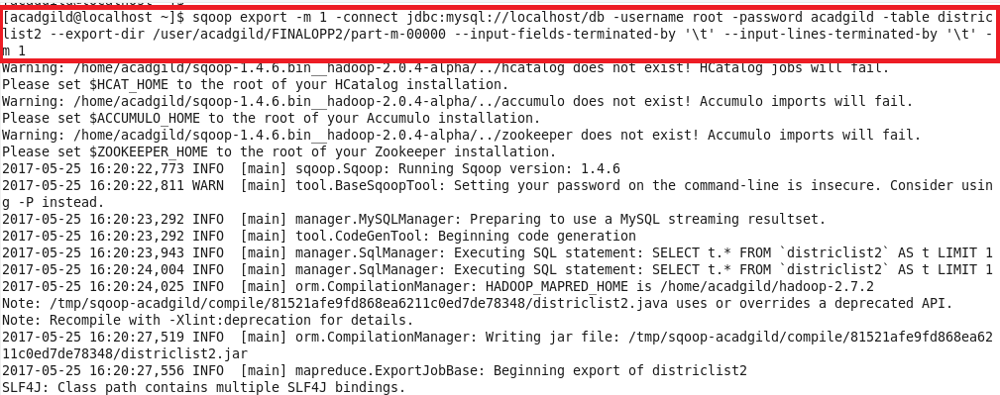 [acadgild@localhost ~]$ sqoop export -m 1 -connect jdbc:mysql://localhost/db -username root -password acadgild -table distric
list2 --export-dir /user/acadgild/FINALOPP2/part-m-00000 --input-fields-terminated-by '\t' --input-lines-terminated-by '\t' -
m 1
Warning: /home/acadgild/sqoop-1.4.6.bin__hadoop-2.0.4-alpha/../hcatalog does not exist! HCatalog jobs will fail.
Please set $HCAT_HOME to the root of your HCatalog installation.
Warning: /home/acadgild/sqoop-1.4.6.bin__hadoop-2.0.4-alpha/../accumulo does not exist! Accumulo imports will fail.
Please set $ACCUMULO_HOME to the root of your Accumulo installation.
Warning: /home/acadgild/sqoop-1.4.6.bin__hadoop-2.0.4-alpha/../zookeeper does not exist! Accumulo imports will fail.
Please set $ZOOKEEPER_HOME to the root of your Zookeeper installation.
2017-05-25 16:20:22,773 INFO  [main] sqoop.Sqoop: Running Sqoop version: 1.4.6
2017-05-25 16:20:22,811 WARN  [main] tool.BaseSqoopTool: Setting your password on the command-line is insecure. Consider usin
g -P instead.
2017-05-25 16:20:23,292 INFO  [main] manager.MySQLManager: Preparing to use a MySQL streaming resultset.
2017-05-25 16:20:23,292 INFO  [main] tool.CodeGenTool: Beginning code generation
2017-05-25 16:20:23,943 INFO  [main] manager.SqlManager: Executing SQL statement: SELECT t.* FROM `districlist2` AS t LIMIT 1
2017-05-25 16:20:24,004 INFO  [main] manager.SqlManager: Executing SQL statement: SELECT t.* FROM `districlist2` AS t LIMIT 1
2017-05-25 16:20:24,025 INFO  [main] orm.CompilationManager: HADOOP_MAPRED_HOME is /home/acadgild/hadoop-2.7.2
Note: /tmp/sqoop-acadgild/compile/81521afe9fd868ea6211c0ed7de78348/districlist2.java uses or overrides a deprecated API.
Note: Recompile with -Xlint:deprecation for details.
2017-05-25 16:20:27,519 INFO  [main] orm.CompilationManager: Writing jar file: /tmp/sqoop-acadgild/compile/81521afe9fd868ea62
11c0ed7de78348/districlist2.jar
2017-05-25 16:20:27,556 INFO  [main] mapreduce.ExportJobBase: Beginning export of districlist2
SLF4J: Class path contains multiple SLF4J bindings.